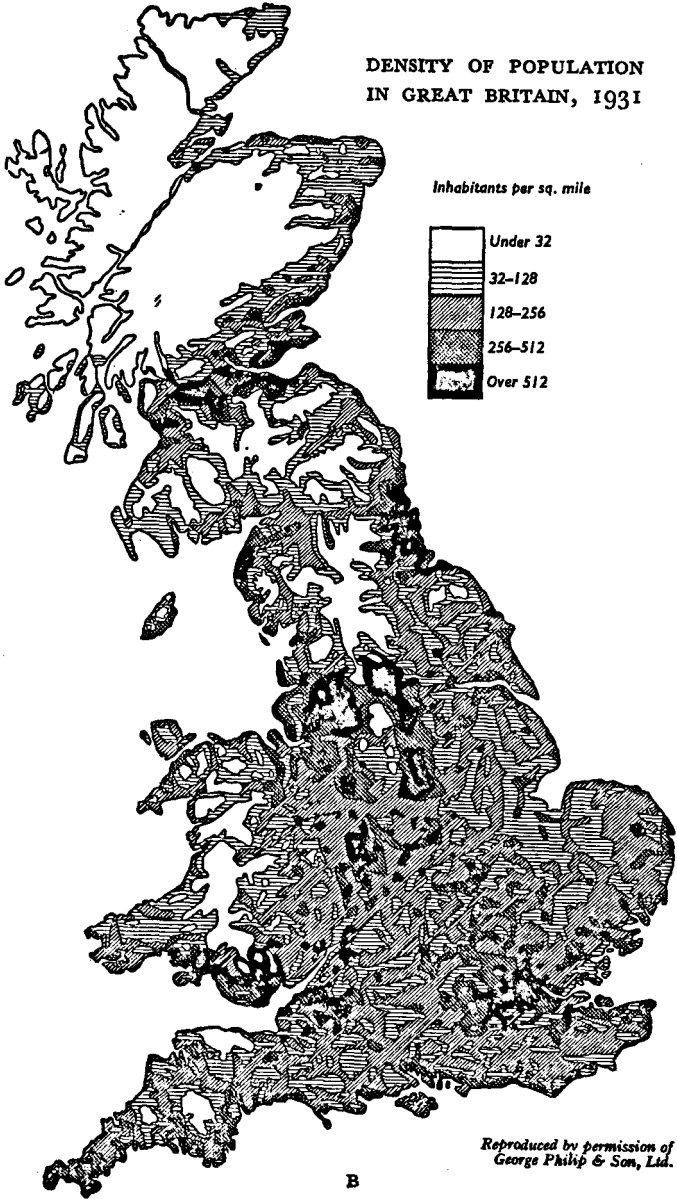 DENSITY OF POPULATION
IN GREAT BRITAIN, 1931
Inhabitants per sq. mile
Under 32
32–128
128–256
256–512
Over 512
Reproduced by permission of
George Philip & Son, Ltd.
B